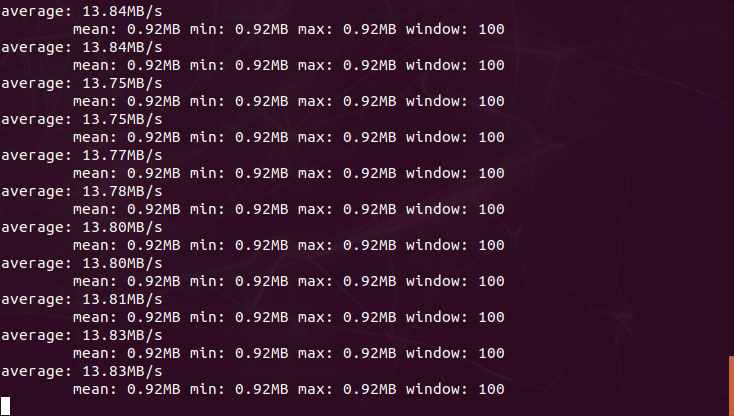 average: 13.84MB/s
mean: 0.92MB min: 0.92MB max: 0.92MB window: 100
average: 13.84MB/s
mean: 0.92MB min: 0.92MB max: 0.92MB window: 100
average: 13.75MB/s
mean: 0.92MB min: 0.92MB max: 0.92MB window: 100
average: 13.75MB/s
mean: 0.92MB min: 0.92MB max: 0.92MB window: 100
average: 13.77MB/s
mean: 0.92MB min: 0.92MB max: 0.92MB window: 100
average: 13.78MB/s
mean: 0.92MB min: 0.92MB max: 0.92MB window: 100
average: 13.80MB/s
mean: 0.92MB min: 0.92MB max: 0.92MB window: 100
average: 13.80MB/s
mean: 0.92MB min: 0.92MB max: 0.92MB window: 100
average: 13.81MB/s
mean: 0.92MB min: 0.92MB max: 0.92MB window: 100
average: 13.83MB/s
mean: 0.92MB min: 0.92MB max: 0.92MB window: 100
average: 13.83MB/s
mean: 0.92MB min: 0.92MB max: 0.92MB window: 100